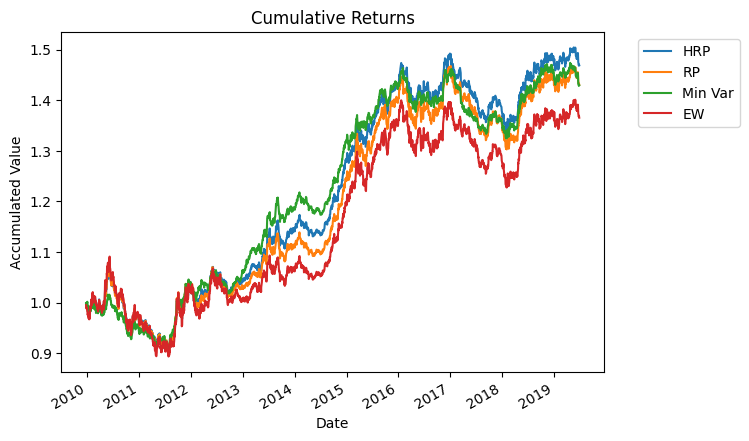 Cumulative Returns
Accumulated Value
1.5
1.4
1.3
1.2
1.1
1.0
0.9
2010
2011
2012
2013
2014
2015
2016
2017
2018
2019
Date
HRP
RP
Min Var
EW